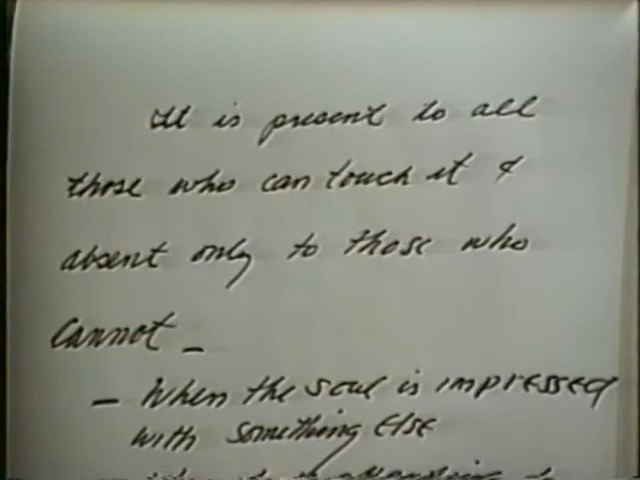 It is present to all
those who can touch it &
absent only to those who
cannot _
- When the soul is impressed
with something Else